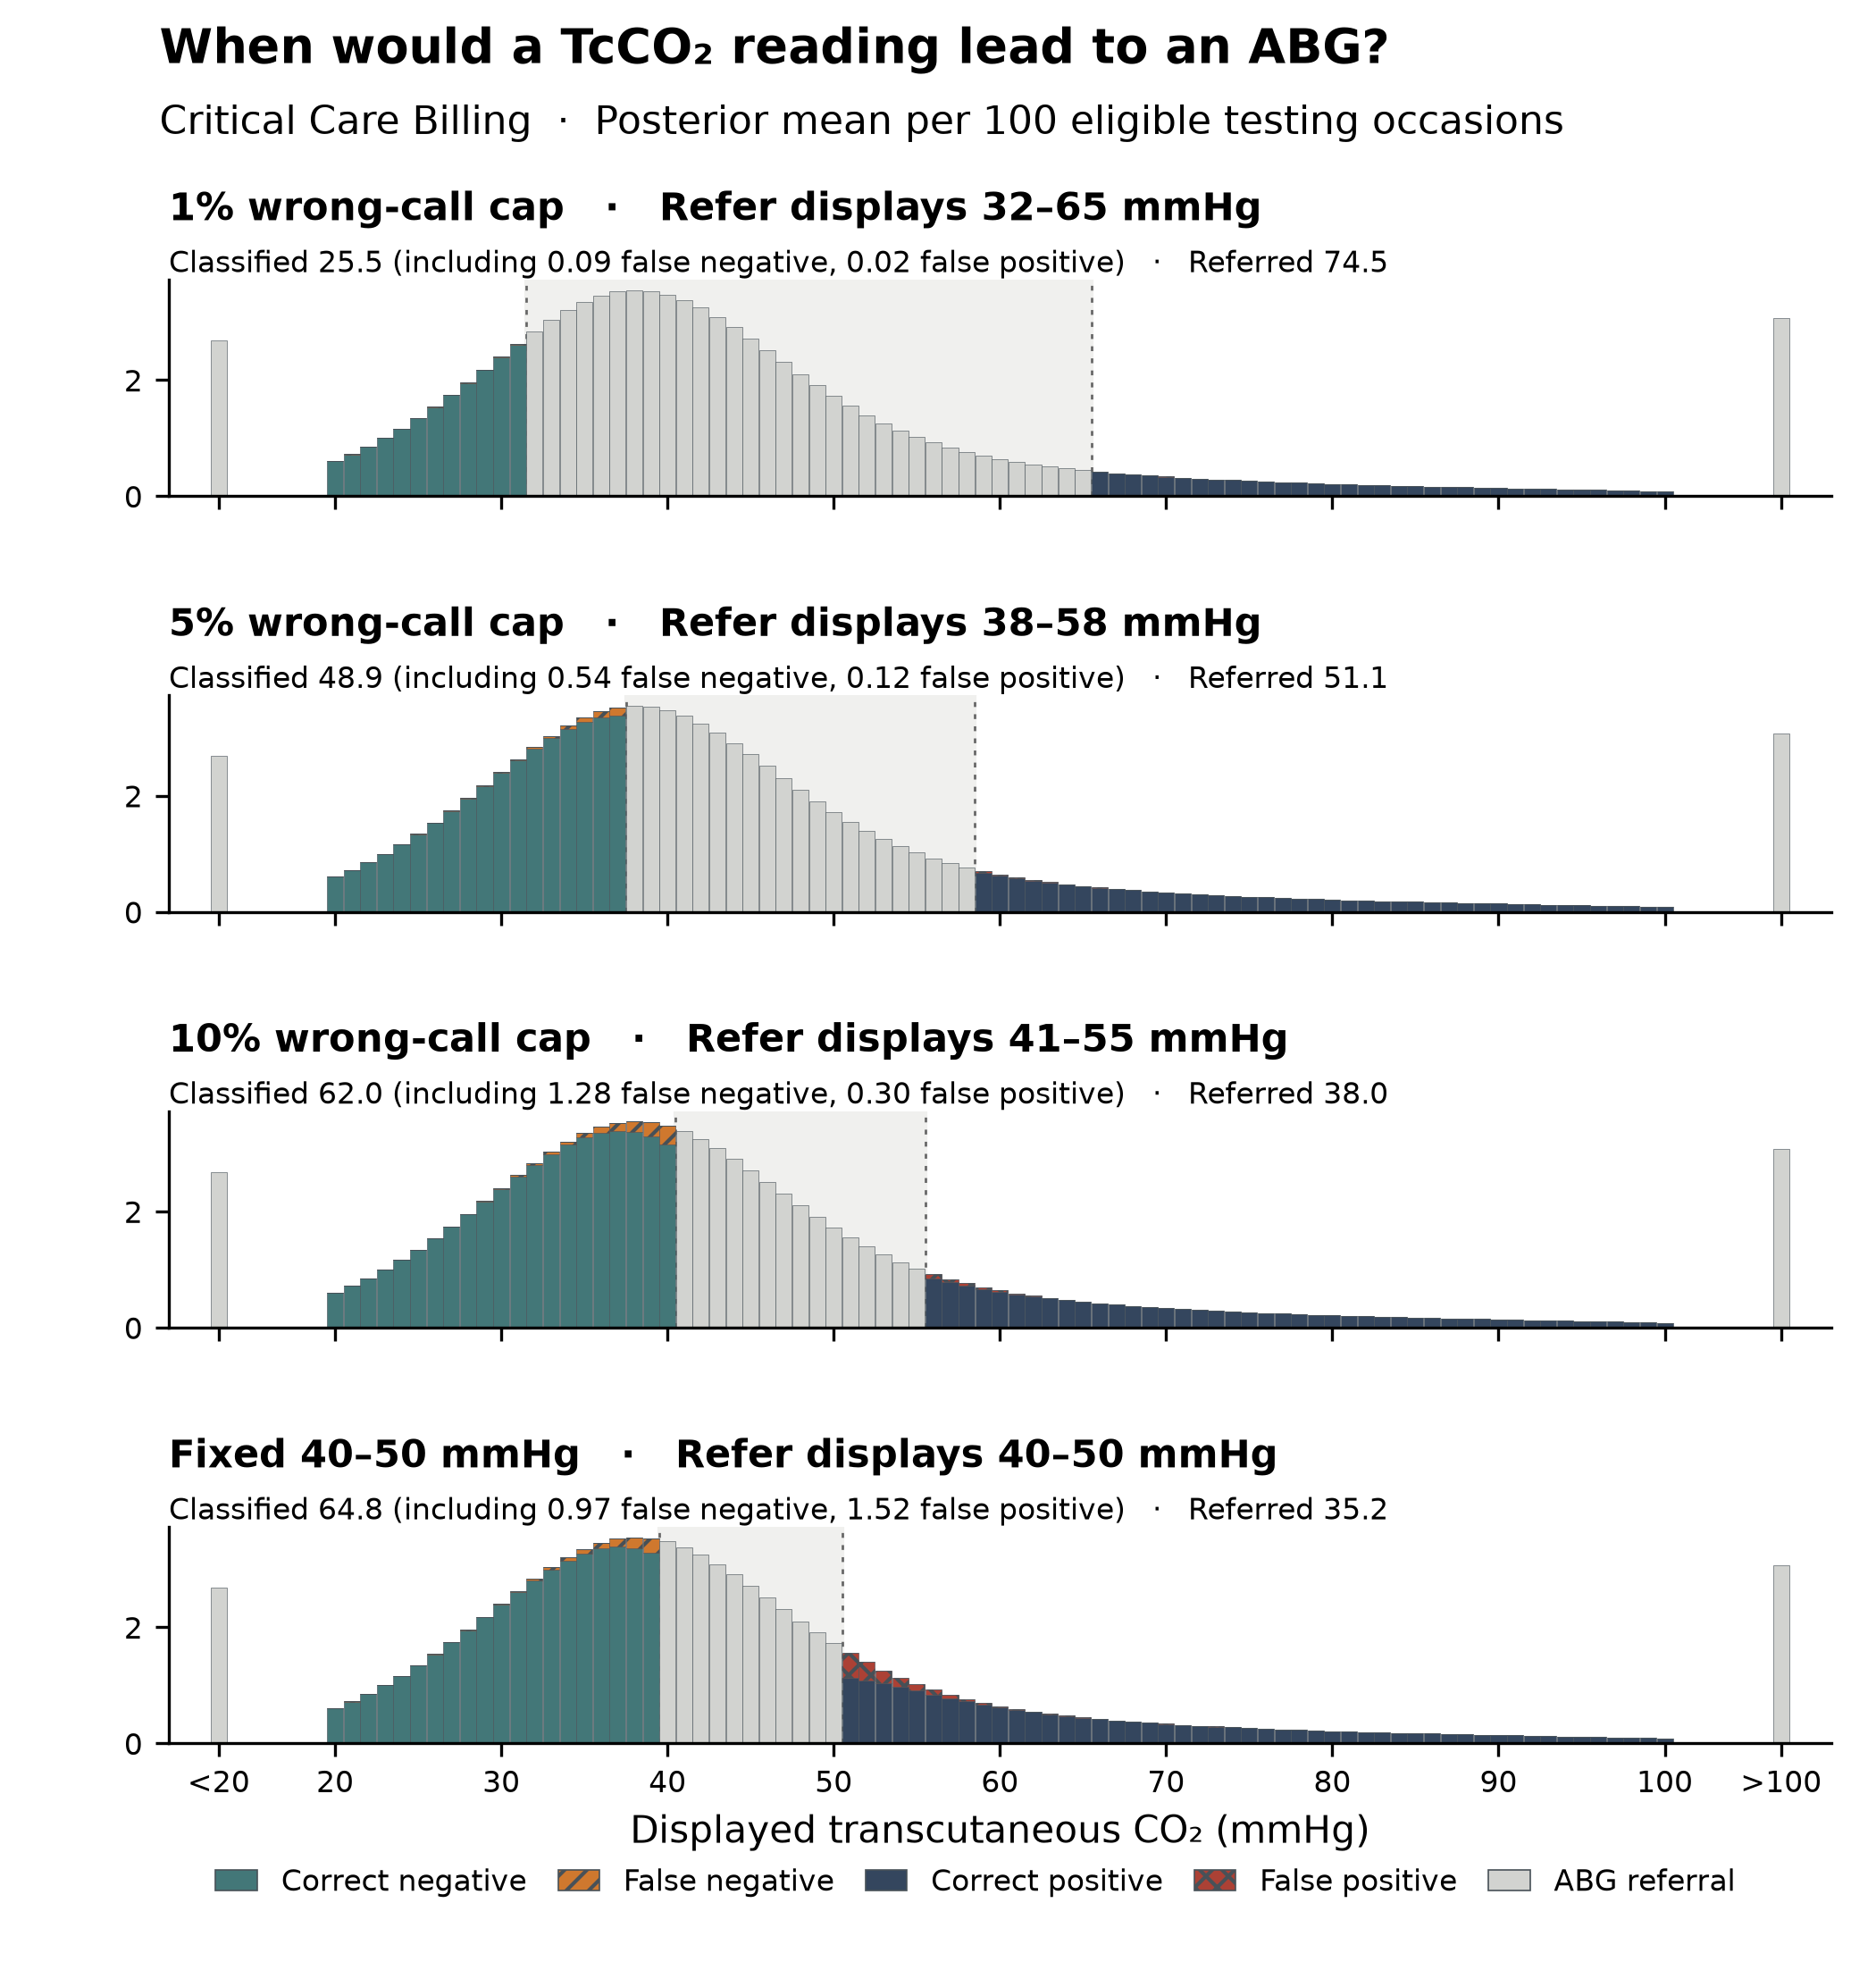 When would a TcCO₂ reading lead to an ABG?
Critical Care Billing · Posterior mean per 100 eligible testing occasions
1% wrong-call cap · Refer displays 32–65 mmHg
Classified 25.5 (including 0.09 false negative, 0.02 false positive) · Referred 74.5
2
0
5% wrong-call cap · Refer displays 38–58 mmHg
Classified 48.9 (including 0.54 false negative, 0.12 false positive) · Referred 51.1
2
0
10% wrong-call cap · Refer displays 41–55 mmHg
Classified 62.0 (including 1.28 false negative, 0.30 false positive) · Referred 38.0
2
0
Fixed 40–50 mmHg · Refer displays 40–50 mmHg
Classified 64.8 (including 0.97 false negative, 1.52 false positive) · Referred 35.2
2
0
<20 20 30 40 50 60 70 80 90 100 >100
Displayed transcutaneous CO₂ (mmHg)
Correct negative False negative Correct positive False positive ABG referral